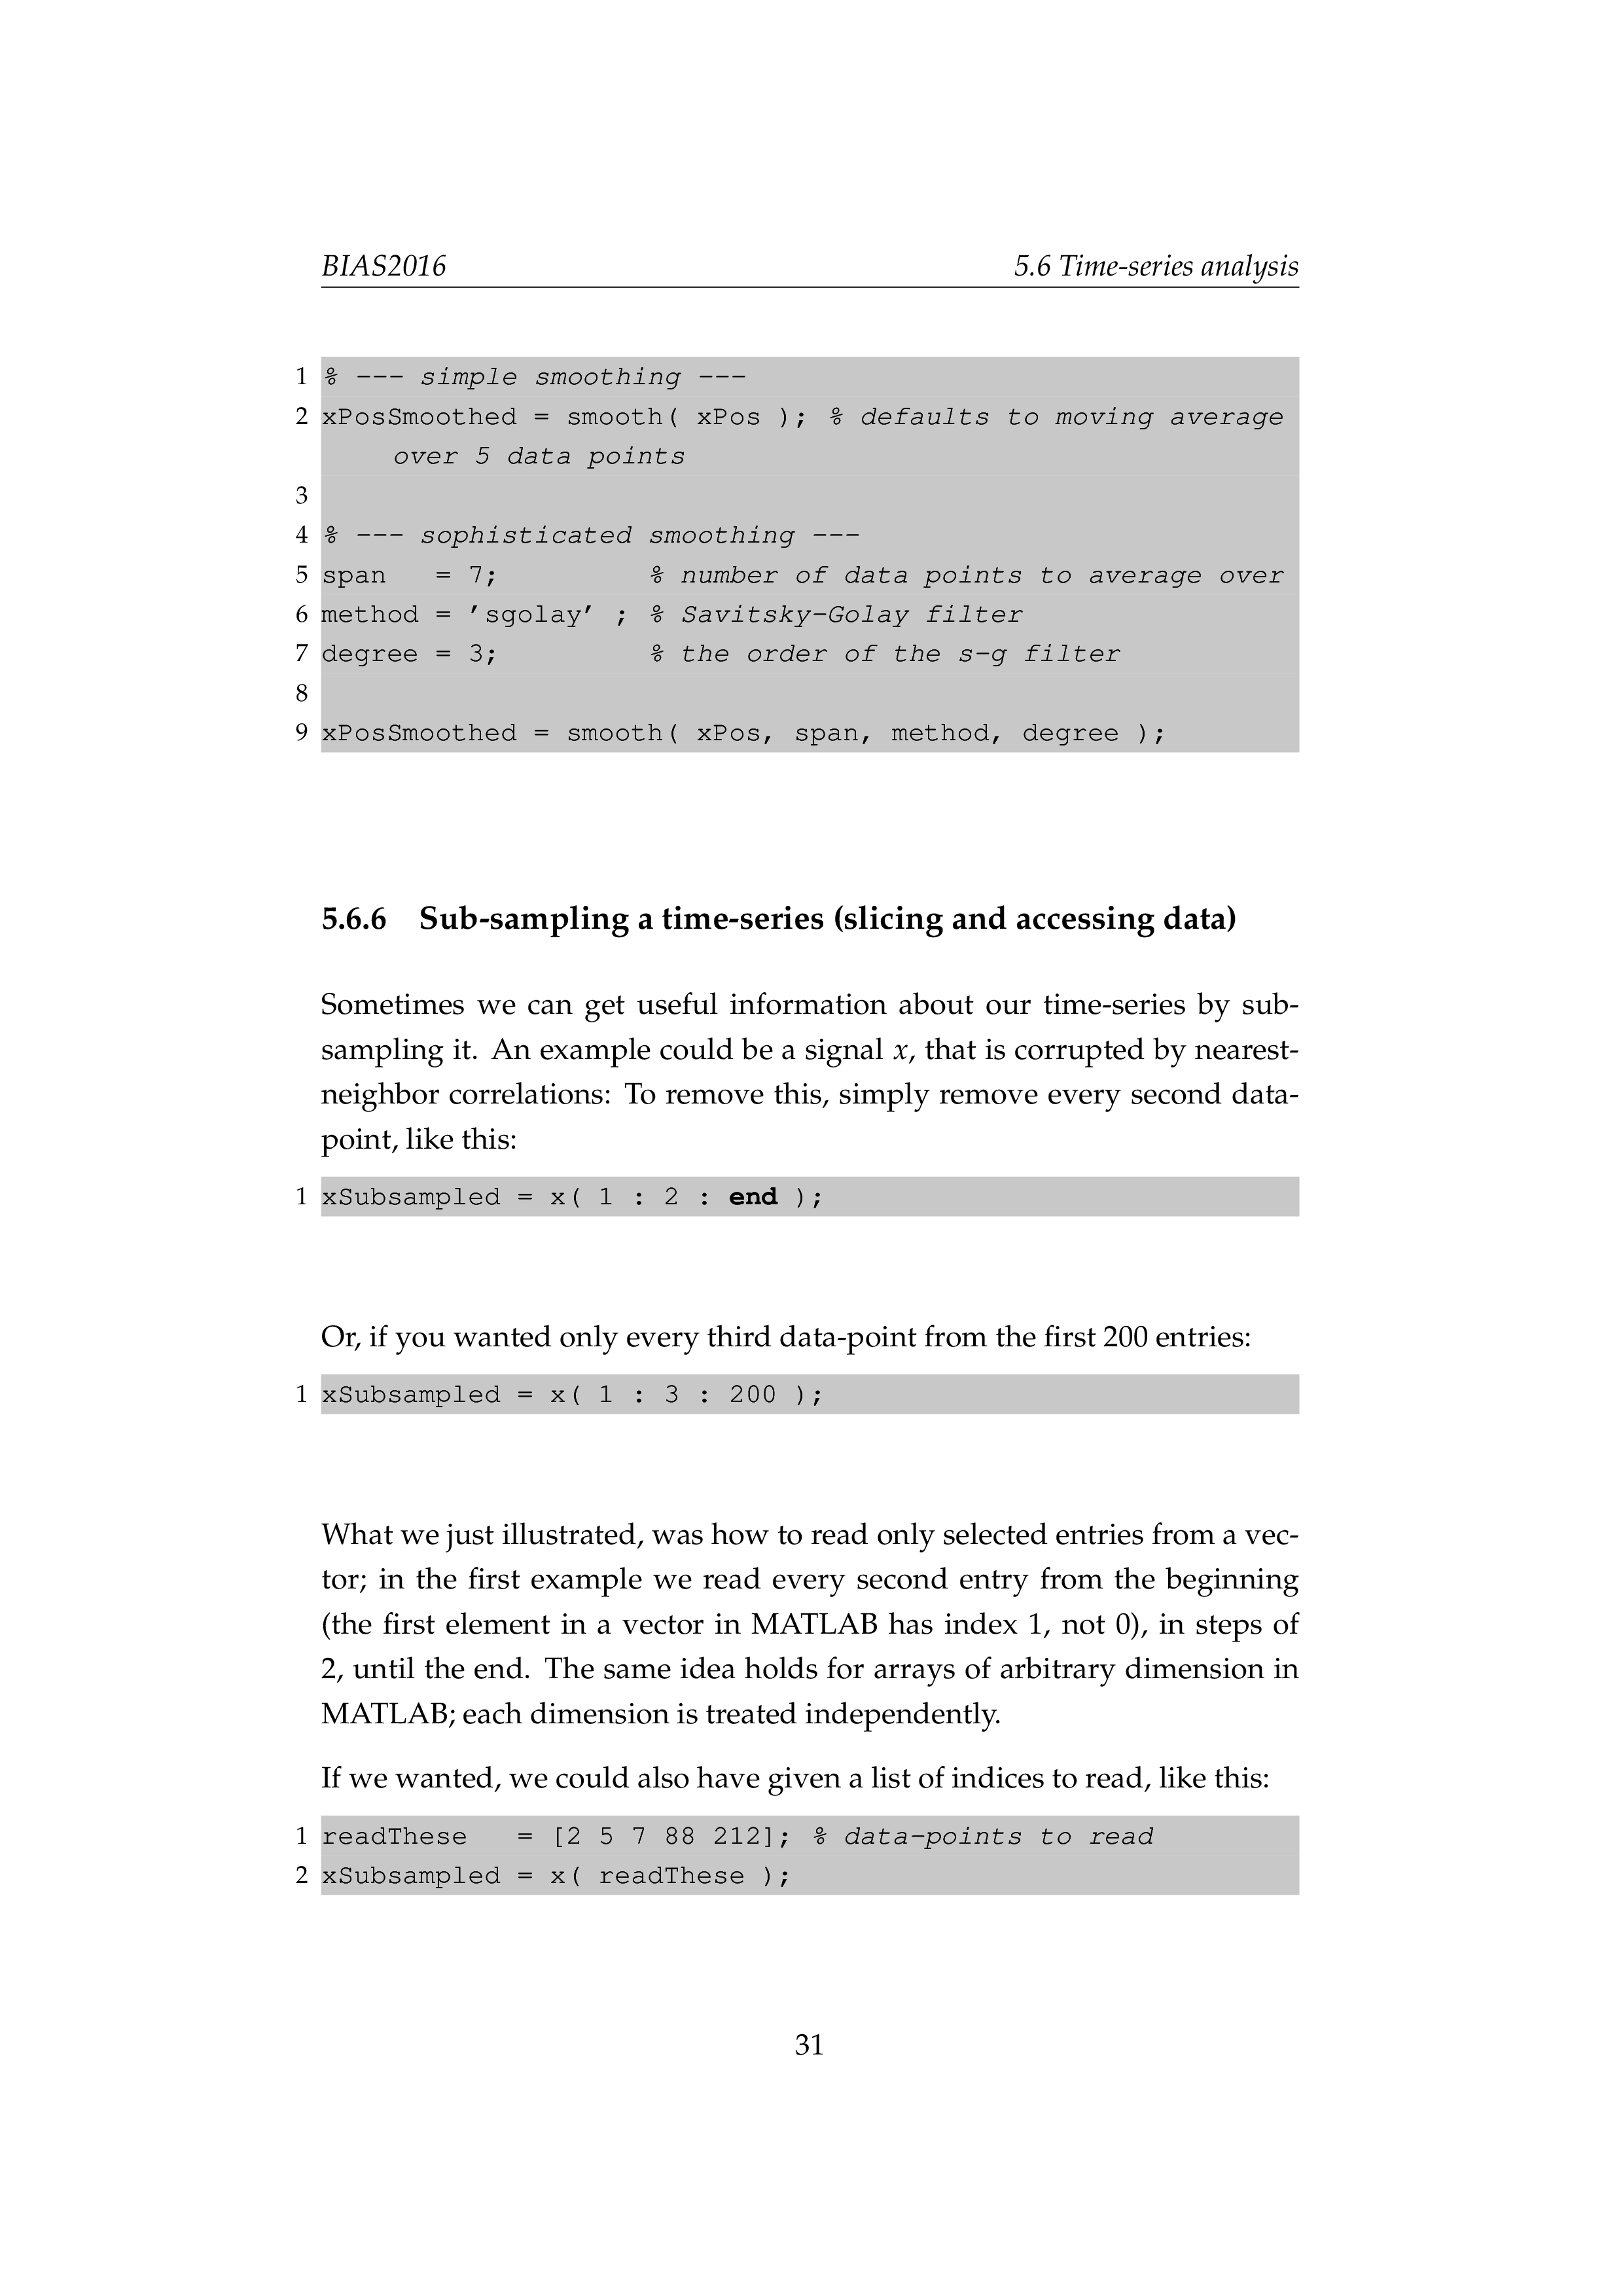 BIAS2016 5.6 Time-series analysis
1 % --- simple smoothing ---
2 xPosSmoothed = smooth( xPos ); % defaults to moving average
over 5 data points
3
4 % --- sophisticated smoothing ---
5 span   = 7;         % number of data points to average over
6 method = ’sgolay’ ; % Savitsky-Golay filter
7 degree = 3;         % the order of the s-g filter
8
9 xPosSmoothed = smooth( xPos, span, method, degree );
5.6.6 Sub-sampling a time-series (slicing and accessing data)
Sometimes we can get useful information about our time-series by sub-
sampling it. An example could be a signal x, that is corrupted by nearest-
neighbor correlations: To remove this, simply remove every second data-
point, like this:
1 xSubsampled = x( 1 : 2 : end );
Or, if you wanted only every third data-point from the first 200 entries:
1 xSubsampled = x( 1 : 3 : 200 );
What we just illustrated, was how to read only selected entries from a vec-
tor; in the first example we read every second entry from the beginning
(the first element in a vector in MATLAB has index 1, not 0), in steps of
2, until the end. The same idea holds for arrays of arbitrary dimension in
MATLAB; each dimension is treated independently.
If we wanted, we could also have given a list of indices to read, like this:
1 readThese   = [2 5 7 88 212]; % data-points to read
2 xSubsampled = x( readThese );
31